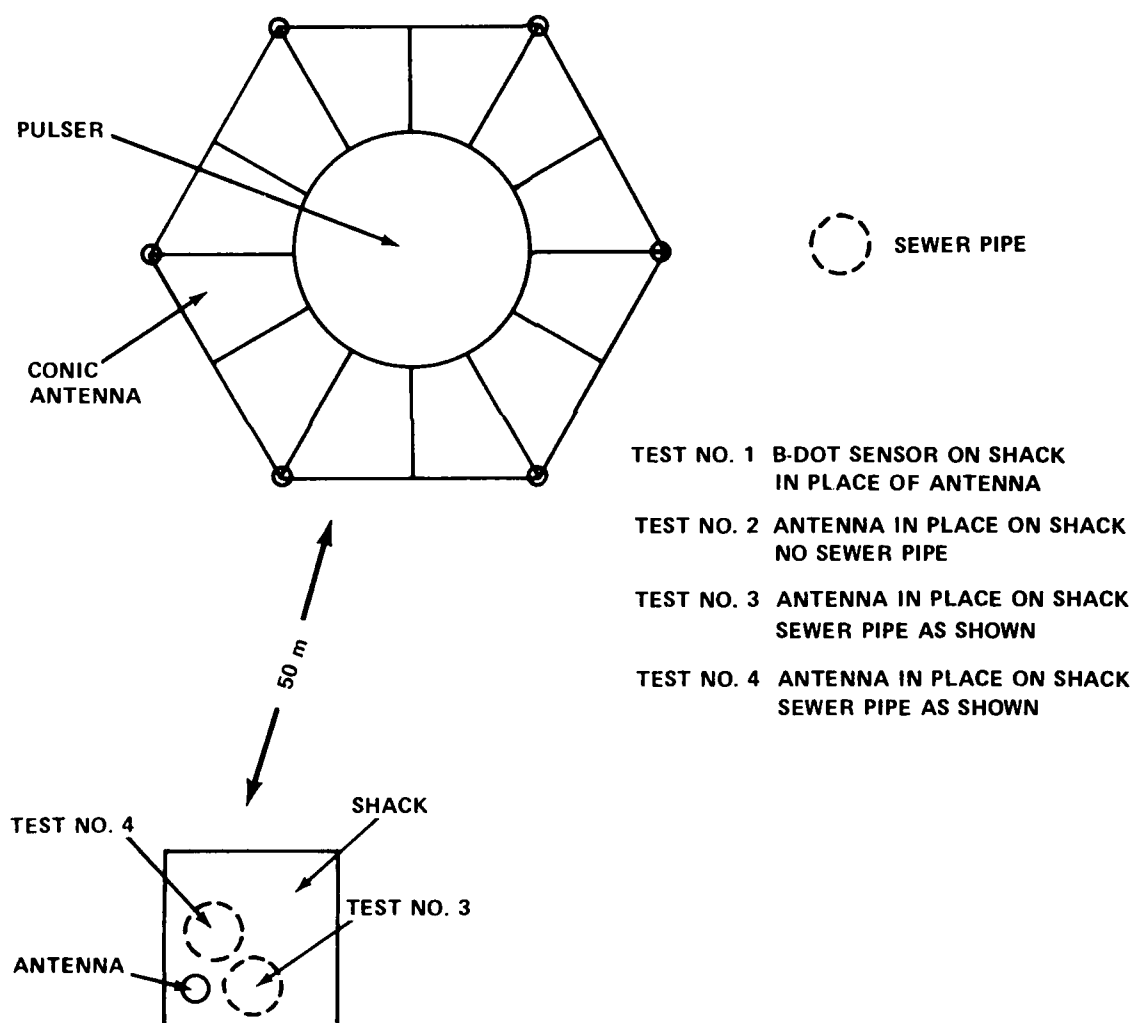 PULSER
SEWER PIPE
CONIC
ANTENNA
TEST NO. 1 B-DOT SENSOR ON SHACK
IN PLACE OF ANTENNA
TEST NO. 2 ANTENNA IN PLACE ON SHACK
NO SEWER PIPE
TEST NO. 3 ANTENNA IN PLACE ON SHACK
SEWER PIPE AS SHOWN
TEST NO. 4 ANTENNA IN PLACE ON SHACK
SEWER PIPE AS SHOWN
50 m
SHACK
TEST NO. 4
TEST NO. 3
ANTENNA